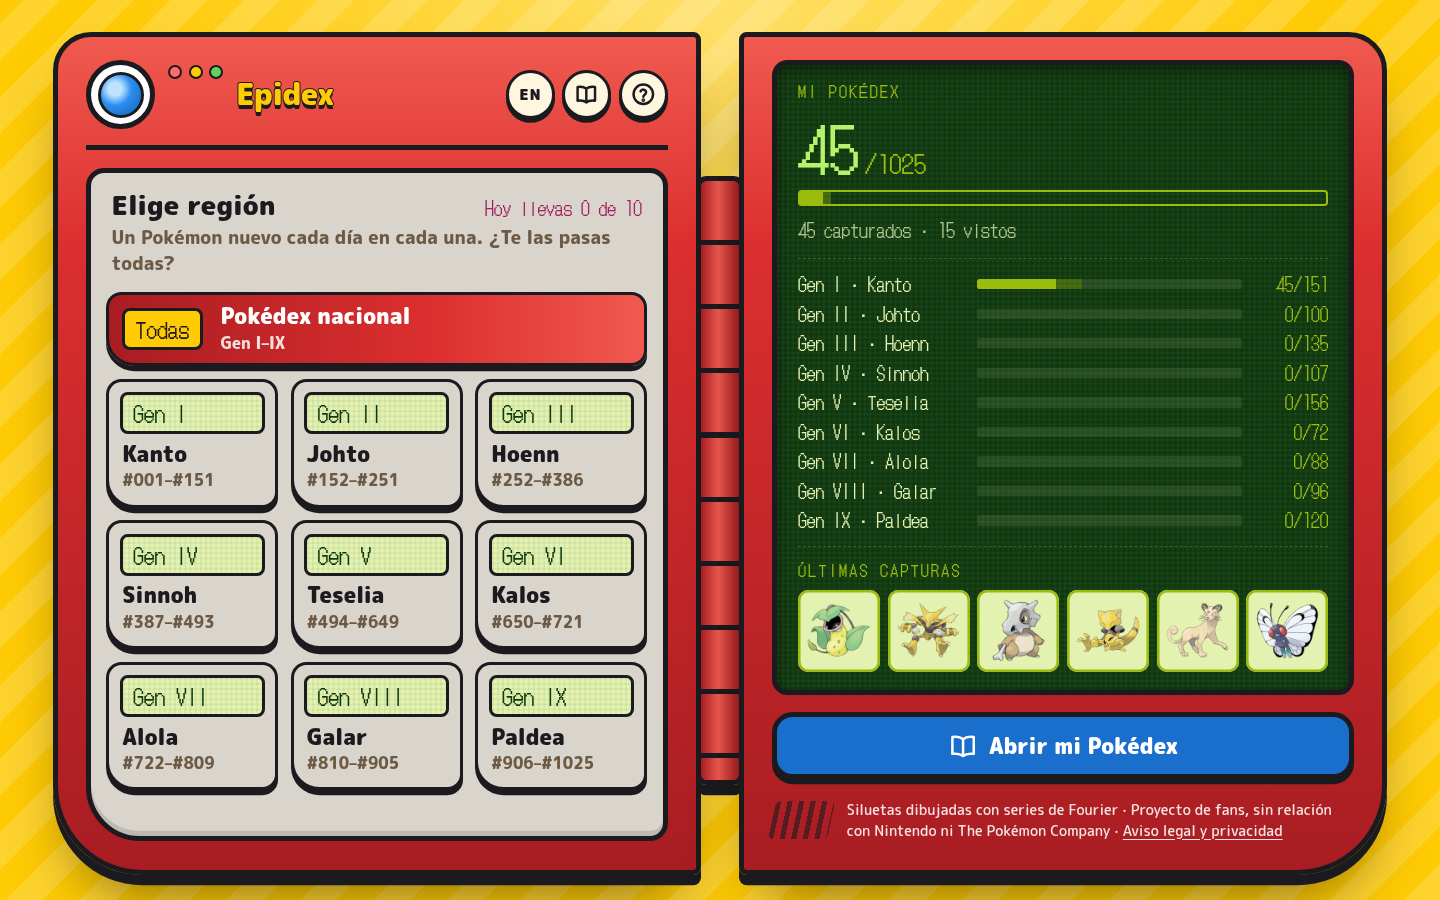 Epidex
EN
Elige región
Hoy llevas 0 de 10
Un Pokémon nuevo cada día en cada una. ¿Te las pasas
todas?
Todas
Pokédex nacional
Gen I–IX
Gen I
Kanto
#001–#151
Gen II
Johto
#152–#251
Gen III
Hoenn
#252–#386
Gen IV
Sinnoh
#387–#493
Gen V
Teselia
#494–#649
Gen VI
Kalos
#650–#721
Gen VII
Alola
#722–#809
Gen VIII
Galar
#810–#905
Gen IX
Paldea
#906–#1025
MI POKÉDEX
45 /1025
45 capturados · 15 vistos
Gen I · Kanto 45/151
Gen II · Johto 0/100
Gen III · Hoenn 0/135
Gen IV · Sinnoh 0/107
Gen V · Teselia 0/156
Gen VI · Kalos 0/72
Gen VII · Alola 0/88
Gen VIII · Galar 0/96
Gen IX · Paldea 0/120
ÚLTIMAS CAPTURAS
Abrir mi Pokédex
Siluetas dibujadas con series de Fourier · Proyecto de fans, sin relación
con Nintendo ni The Pokémon Company · Aviso legal y privacidad